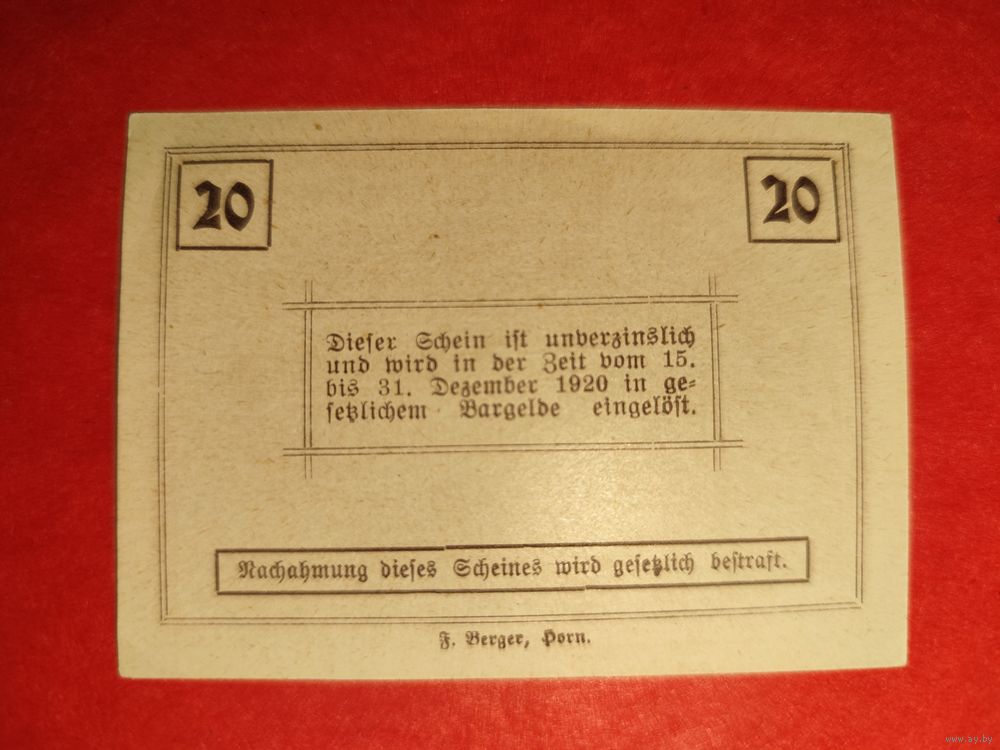 20 20
Dieser Schein ist unverzinslich
und wird in der Zeit vom 15.
bis 31. Dezember 1920 in ge-
setzlichem Bargelde eingelöst.
Nachahmung dieses Scheines wird gesetzlich bestraft.
F. Berger, Horn.
www.ay.by